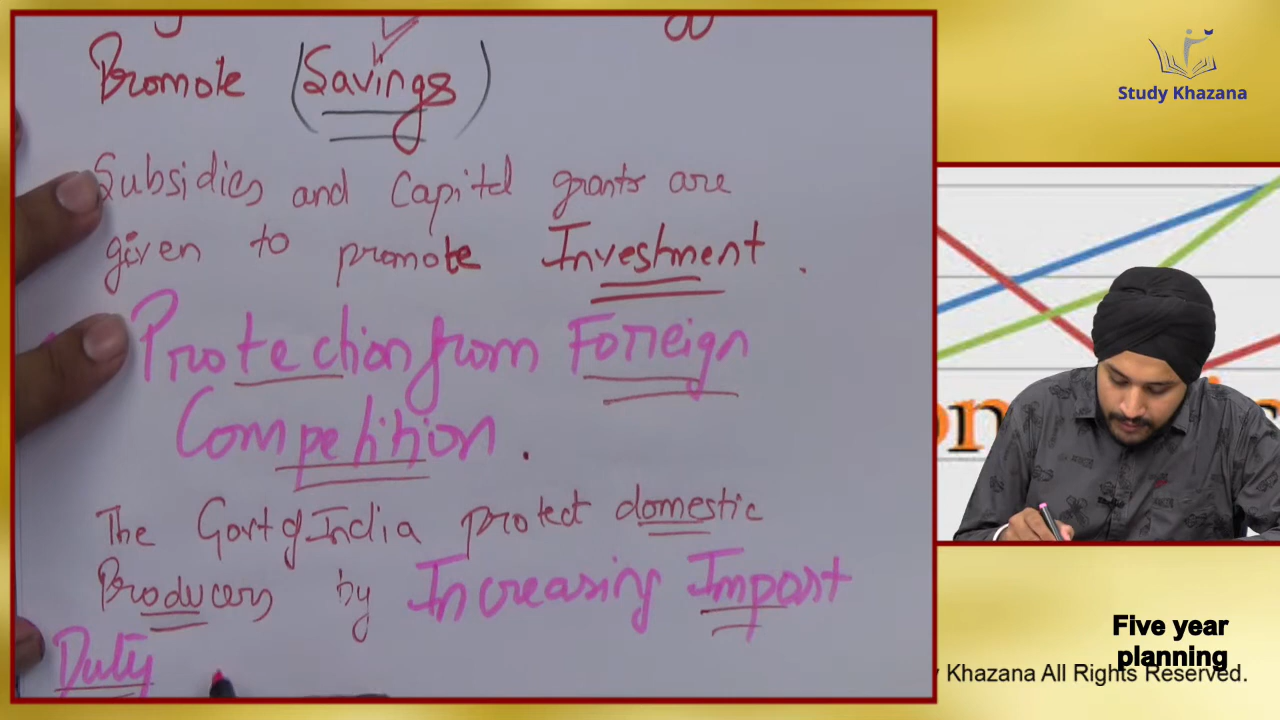 Promote (Savings)
Subsidies and Capital grants are
given to promote Investment.
Protection from Foreign
Competition.
The Govt of India protect domestic
Producers by Increasing Import
Duty
Study Khazana
Five year
planning
Khazana All Rights Reserved.